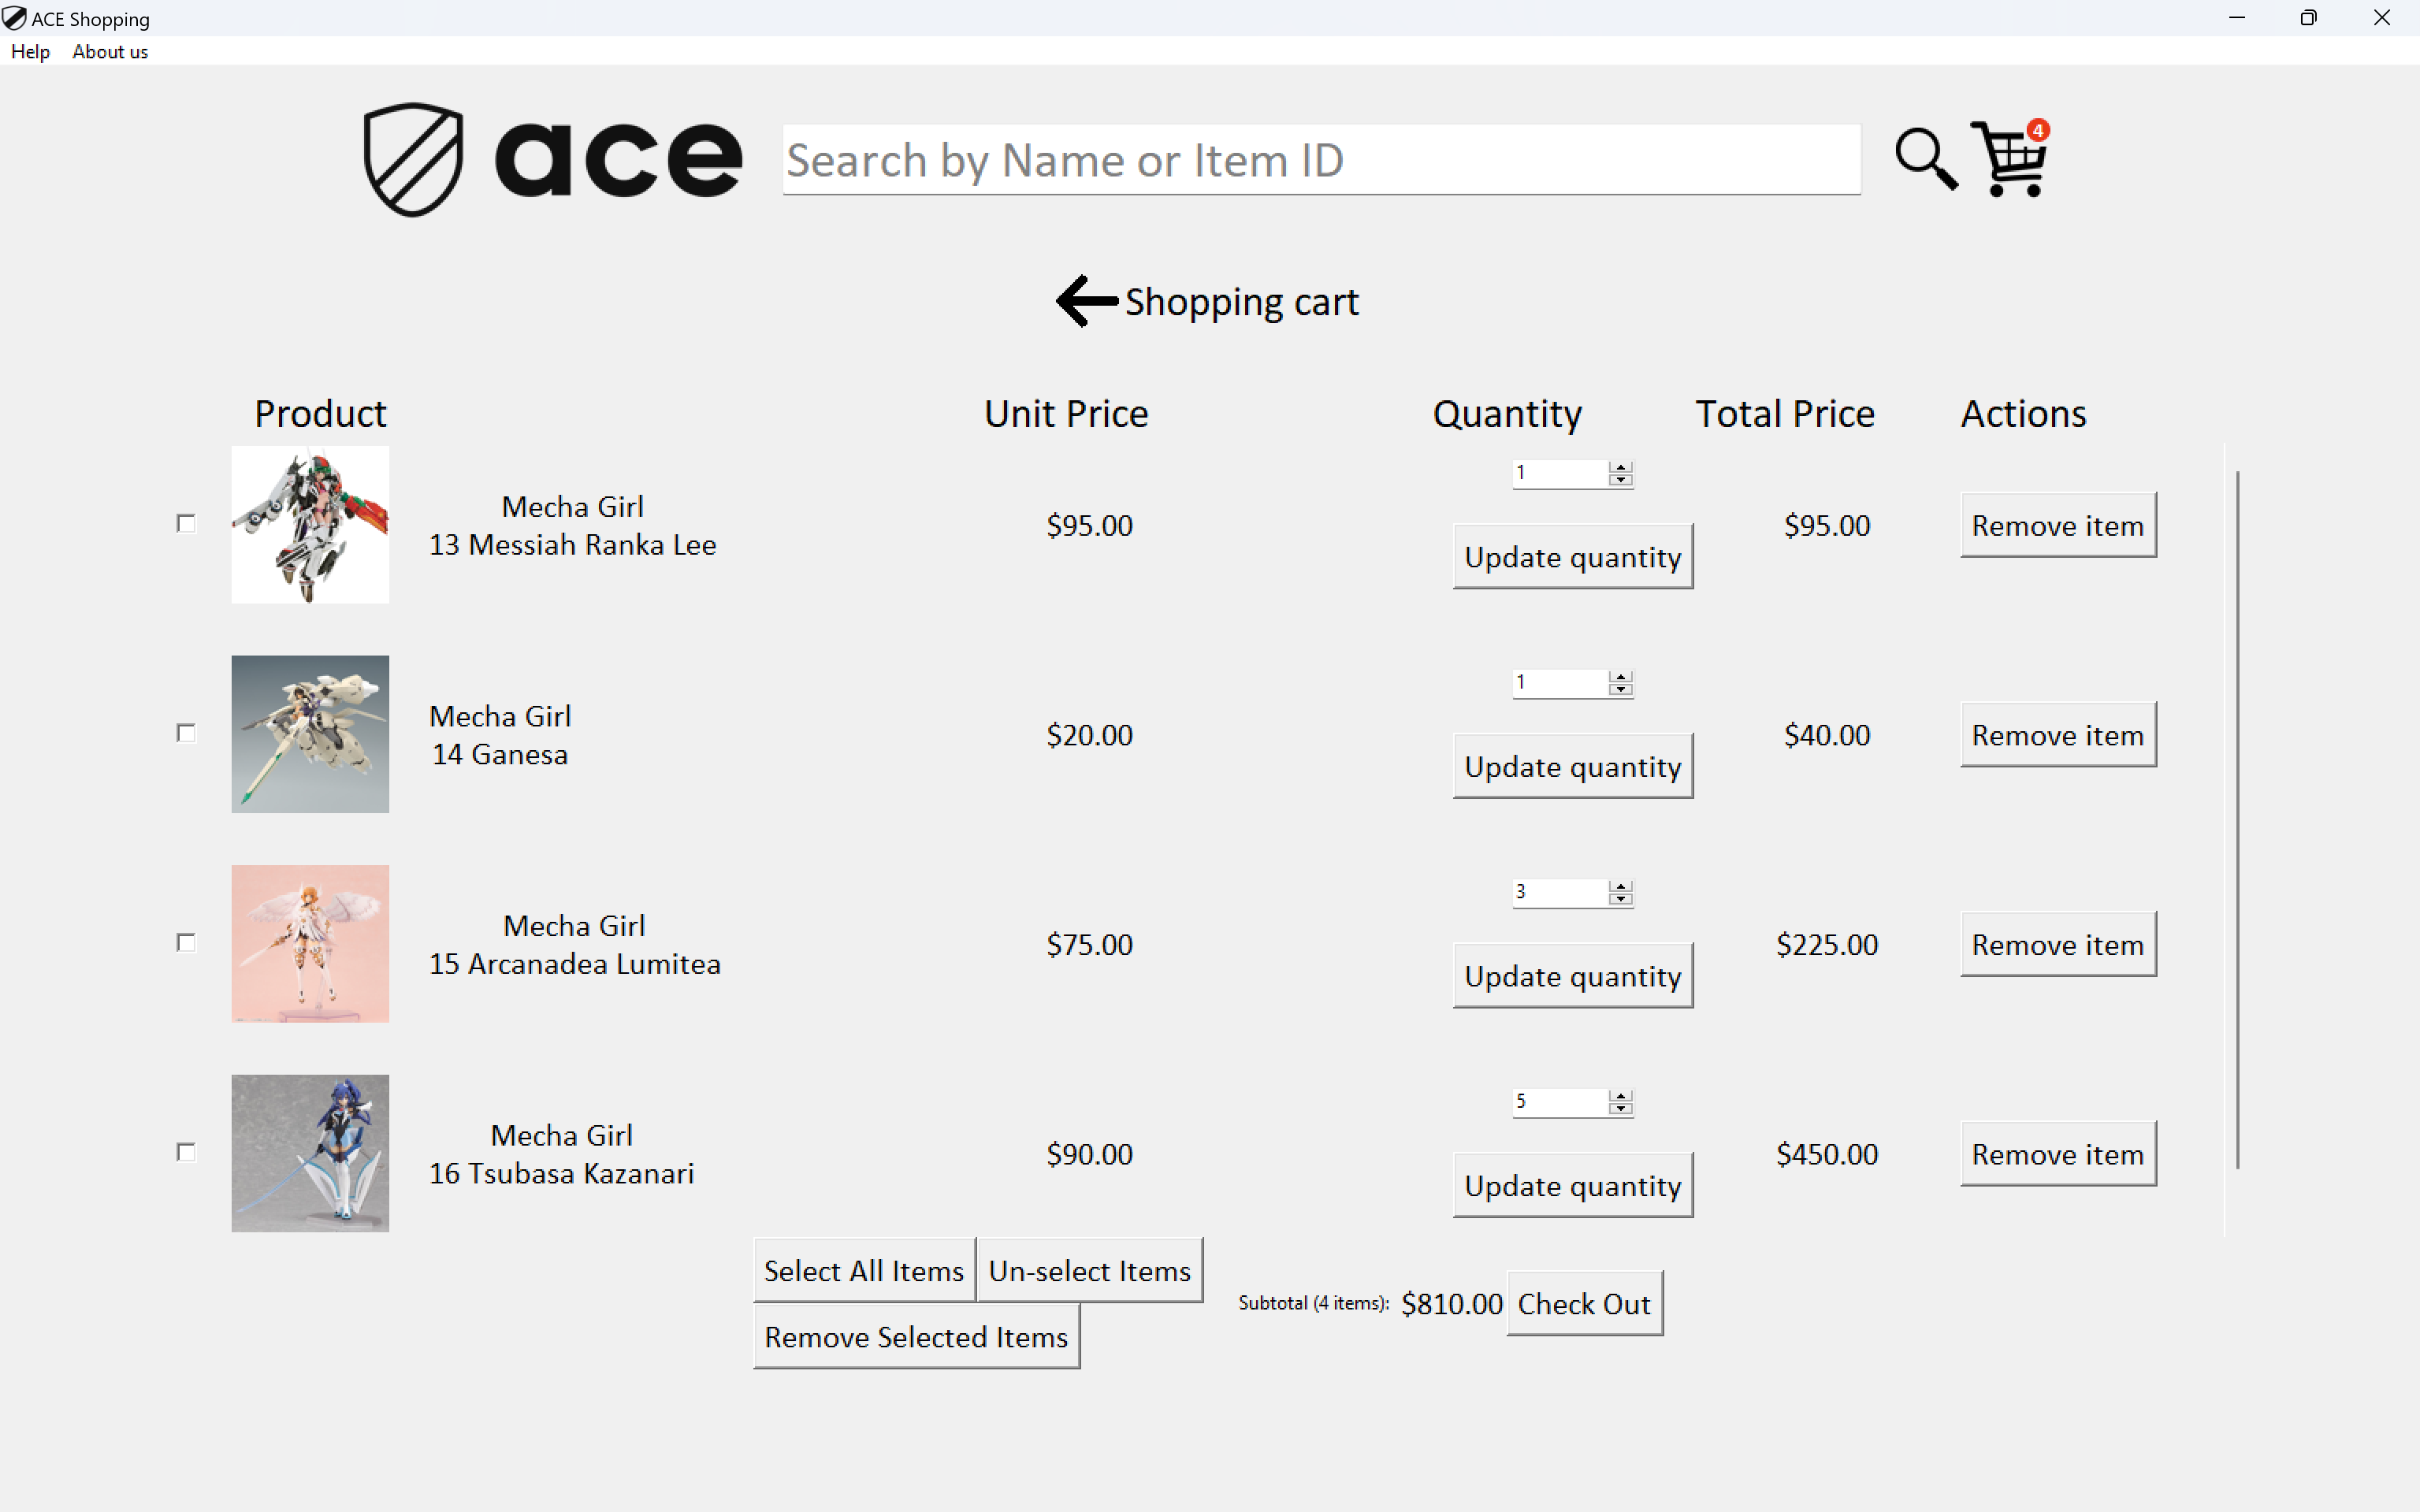 ACE Shopping
Help About us
ace Search by Name or Item ID 4
Shopping cart
Product Unit Price Quantity Total Price Actions
Mecha Girl
13 Messiah Ranka Lee
$95.00
1
Update quantity
$95.00
Remove item
Mecha Girl
14 Ganesa
$20.00
1
Update quantity
$40.00
Remove item
Mecha Girl
15 Arcanadea Lumitea
$75.00
3
Update quantity
$225.00
Remove item
Mecha Girl
16 Tsubasa Kazanari
$90.00
5
Update quantity
$450.00
Remove item
Select All Items Un-select Items
Remove Selected Items
Subtotal (4 items): $810.00 Check Out